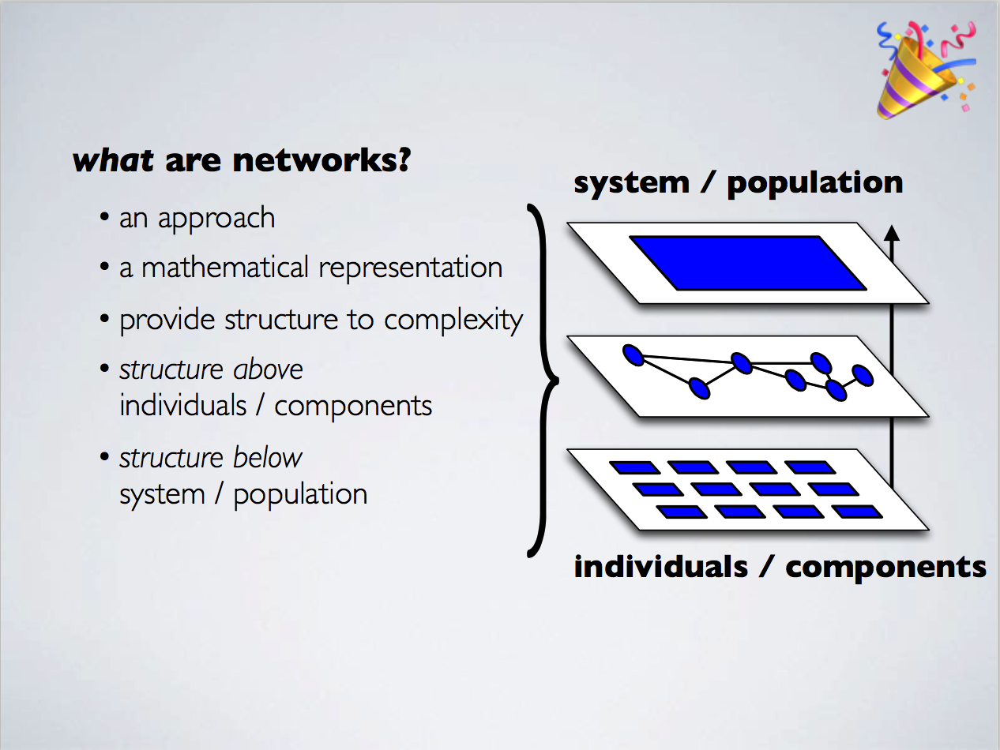 what are networks?
• an approach
• a mathematical representation
• provide structure to complexity
• structure above
individuals / components
• structure below
system / population
system / population
individuals / components